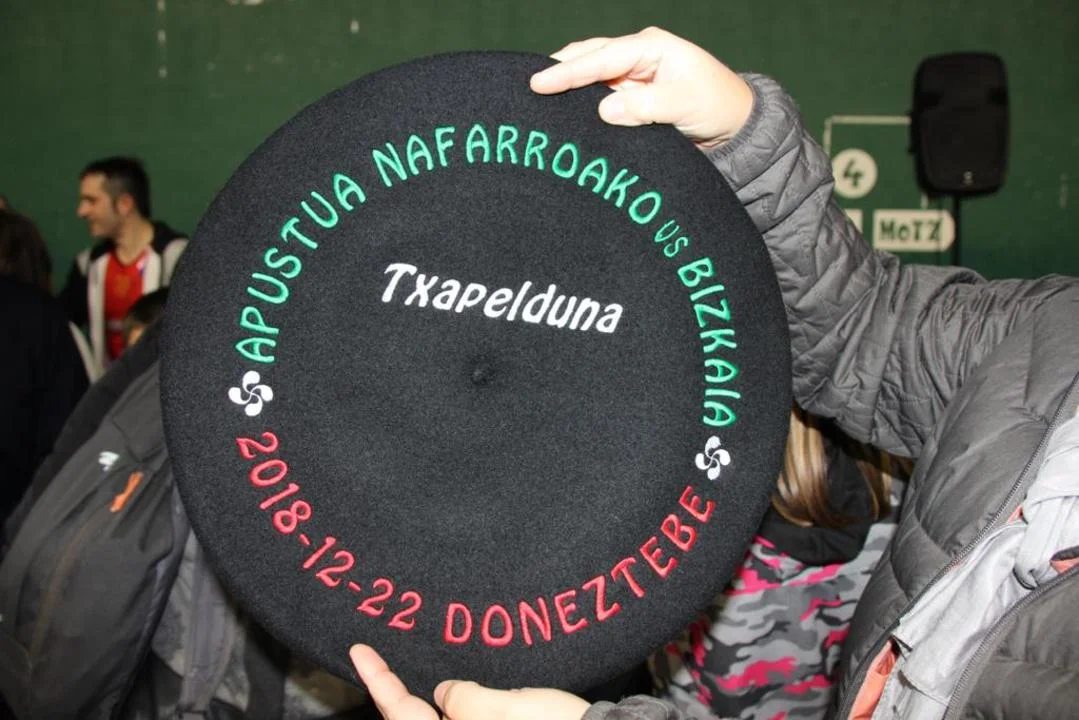 APUSTUA NAFARROAKO VS BIZKAIA
Txapelduna
2018-12-22 DONEZTEBE
4
MOTZ